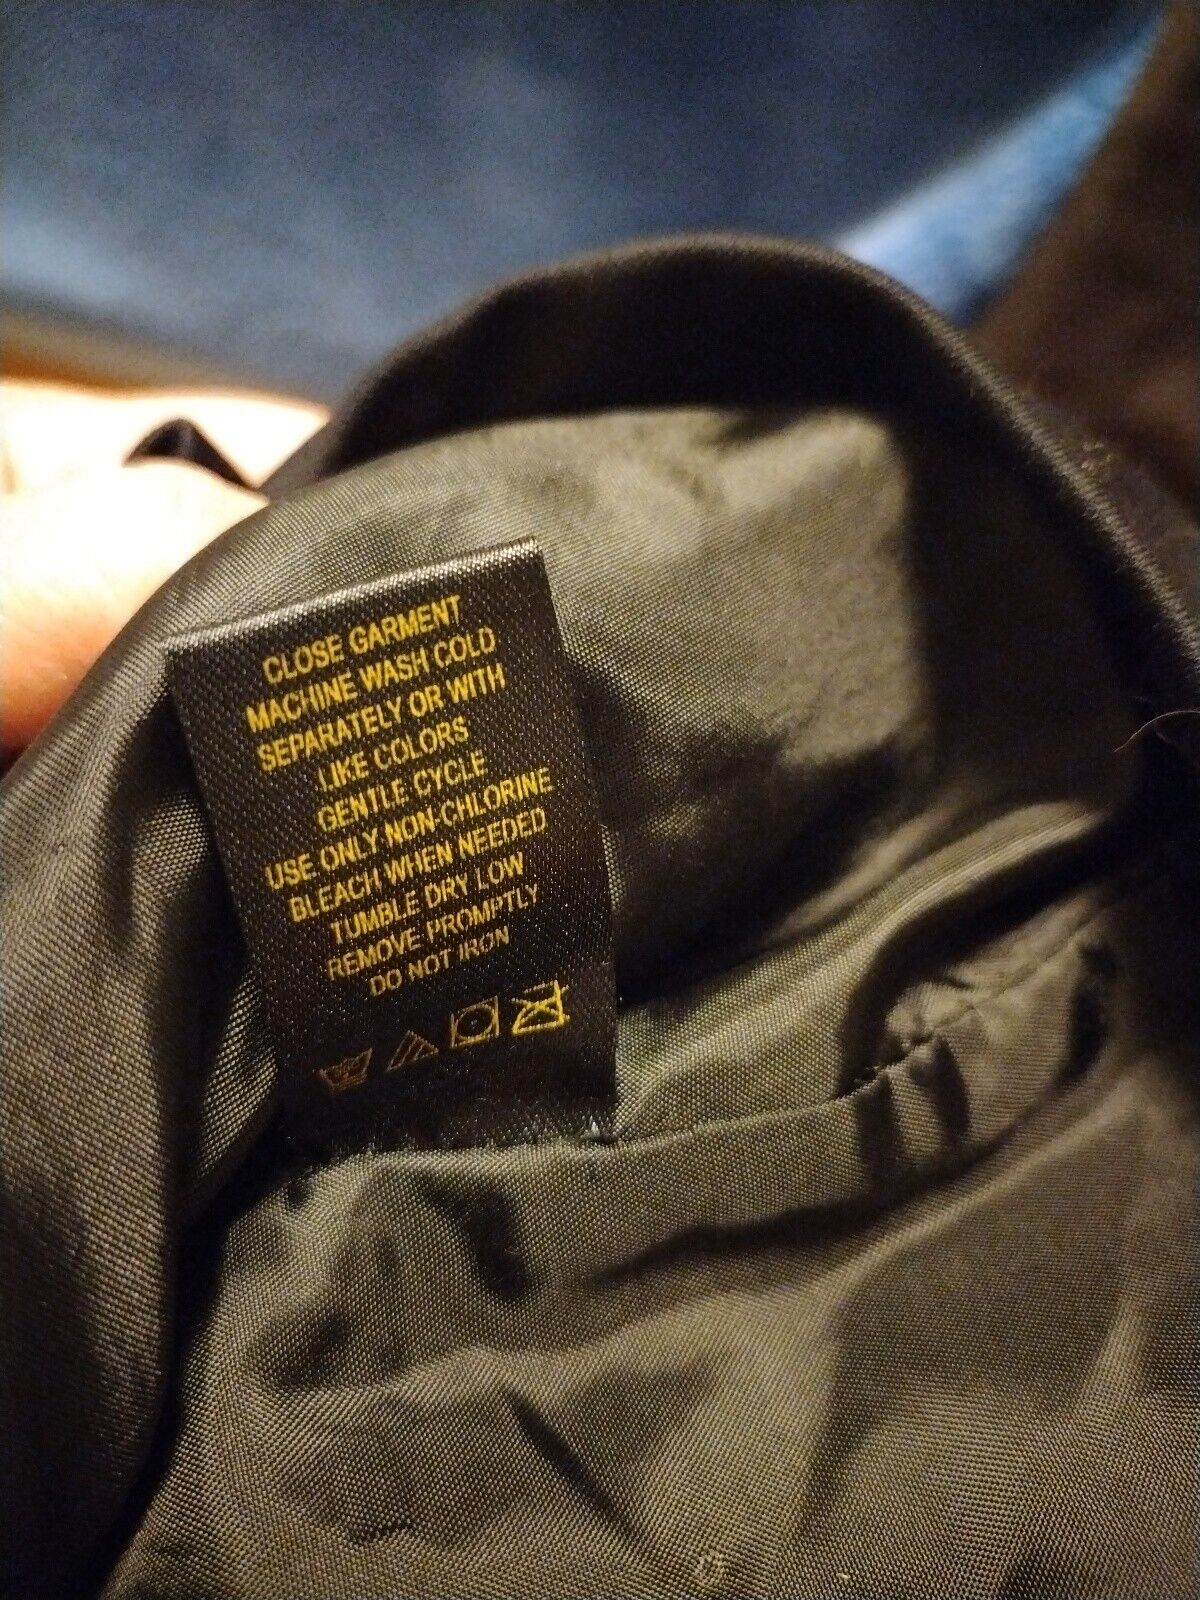 CLOSE GARMENT
MACHINE WASH COLD
SEPARATELY OR WITH
LIKE COLORS
GENTLE CYCLE
USE ONLY NON-CHLORINE
BLEACH WHEN NEEDED
TUMBLE DRY LOW
REMOVE PROMPTLY
DO NOT IRON